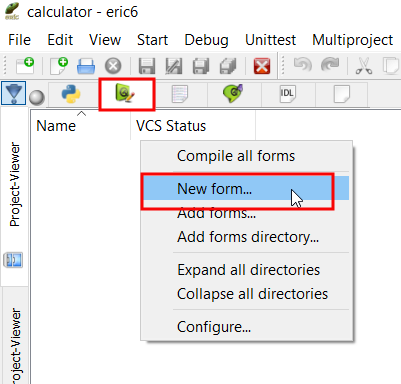 calculator - eric6
File Edit View Start Debug Unittest Multiproject
IDL
Name VCS Status
Project-Viewer
Project-Viewer
Compile all forms
New form...
Add forms...
Add forms directory...
Expand all directories
Collapse all directories
Configure...